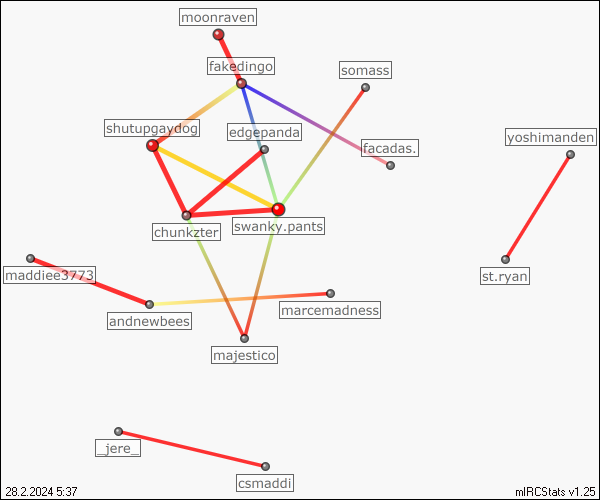 moonraven
fakedingo
somass
shutupgaydog
edgepanda
yoshimanden
facadas.
chunkzter
swanky.pants
maddiee3773
st.ryan
andnewbees
marcemadness
majestico
_jere_
csmaddi
28.2.2024 5:37
mIRCStats v1.25